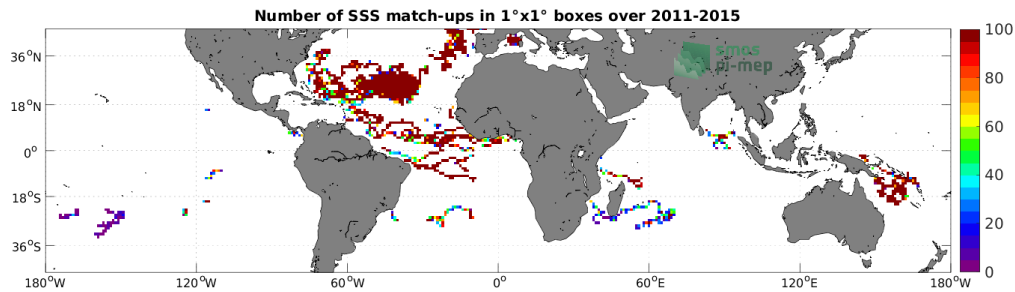 Number of SSS match-ups in 1°x1° boxes over 2011-2015
36°N
18°N
0°
18°S
36°S
180°W
120°W
60°W
0°
60°E
120°E
180°W
smos
pi-mep
100
80
60
40
20
0